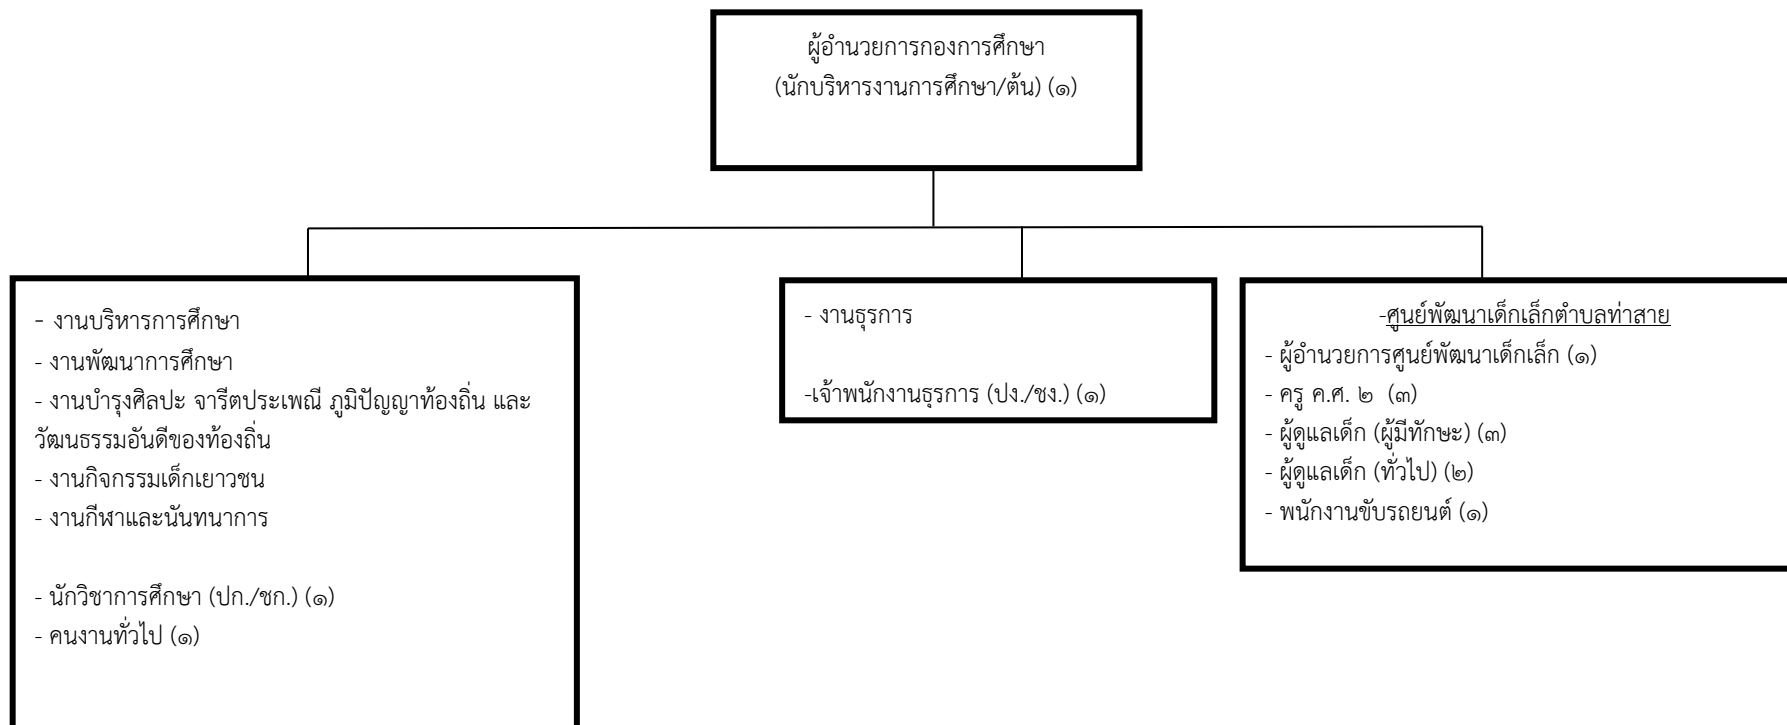 ผู้อำนวยการกองการศึกษา
(นักบริหารงานการศึกษา/ต้น) (๑)
- งานบริหารการศึกษา
- งานพัฒนาการศึกษา
- งานบำรุงศิลปะ จารีตประเพณี ภูมิปัญญาท้องถิ่น และ
วัฒนธรรมอันดีของท้องถิ่น
- งานกิจกรรมเด็กเยาวชน
- งานกีฬาและนันทนาการ
- นักวิชาการศึกษา (ปก./ชก.) (๑)
- คนงานทั่วไป (๑)
- งานธุรการ
-เจ้าพนักงานธุรการ (ปง./ชง.) (๑)
-ศูนย์พัฒนาเด็กเล็กตำบลท่าสาย
- ผู้อำนวยการศูนย์พัฒนาเด็กเล็ก (๑)
- ครู ค.ศ. ๒  (๓)
- ผู้ดูแลเด็ก (ผู้มีทักษะ) (๓)
- ผู้ดูแลเด็ก (ทั่วไป) (๒)
- พนักงานขับรถยนต์ (๑)